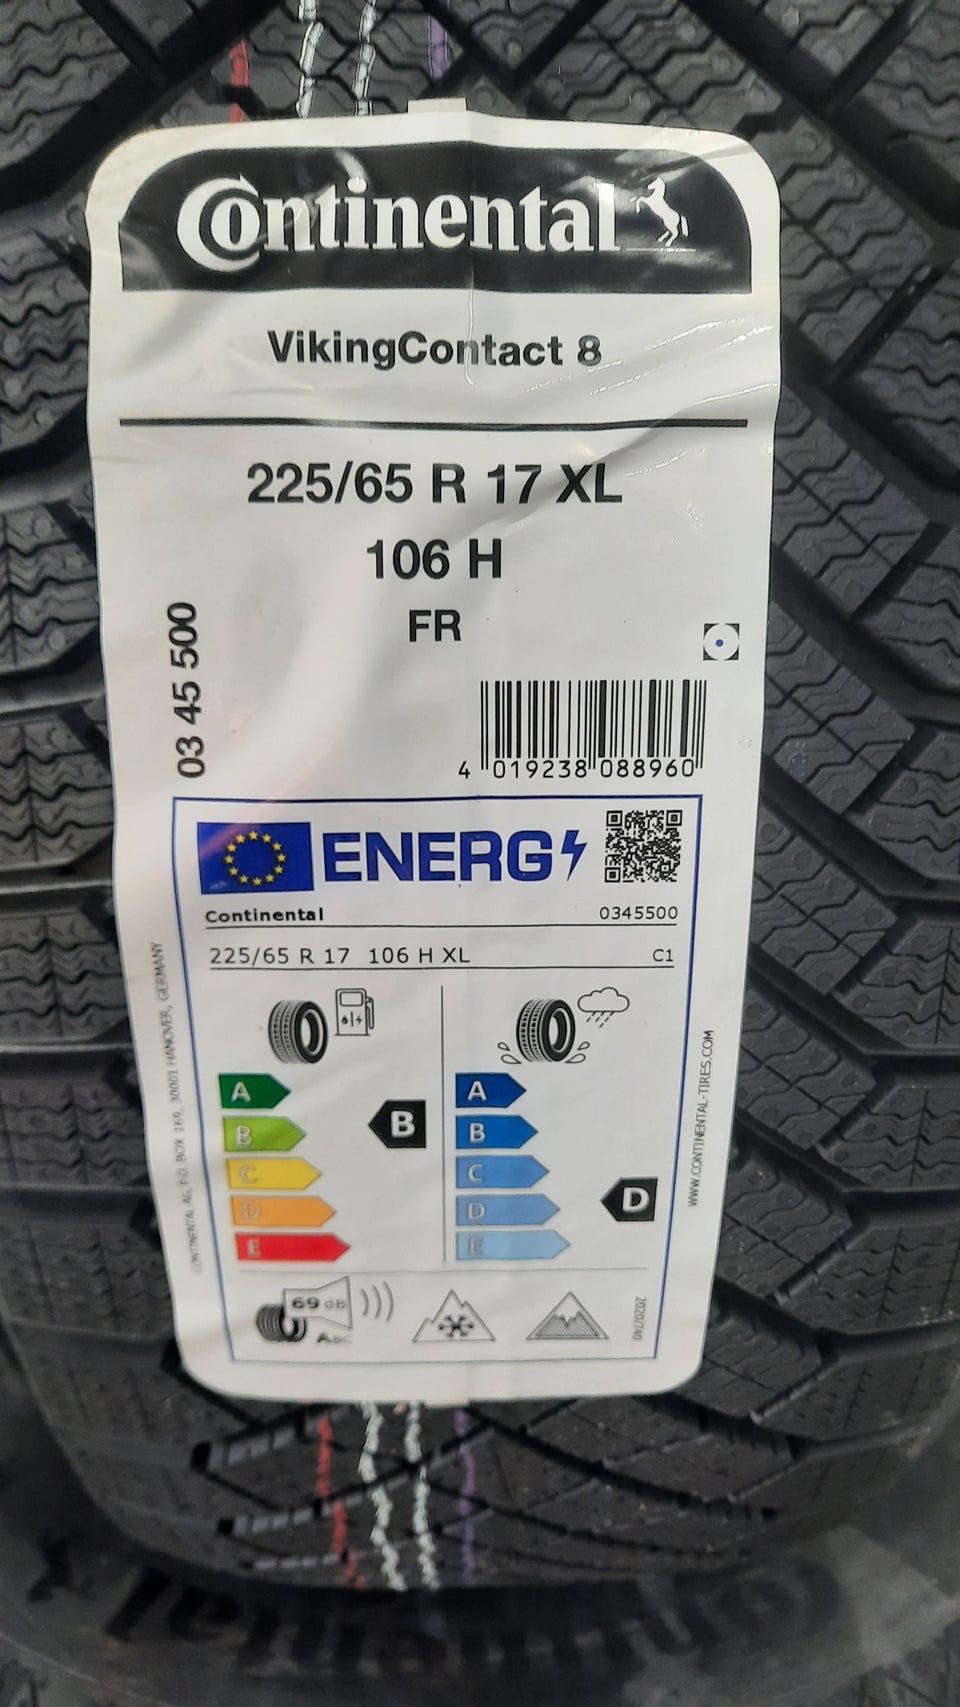 Continental
VikingContact 8
225/65 R 17 XL
106 H
FR
03 45 500
4 019238 088960
ENERG
Continental 0345500
225/65 R 17 106 H XL C1
A
B
C
D
E
B
A
B
C
D
E
D
69 dB
ABC
2020/740
CONTINENTAL AG, P.O. BOX 169, 30001 HANOVER, GERMANY
WWW.CONTINENTAL-TIRES.COM
Continental